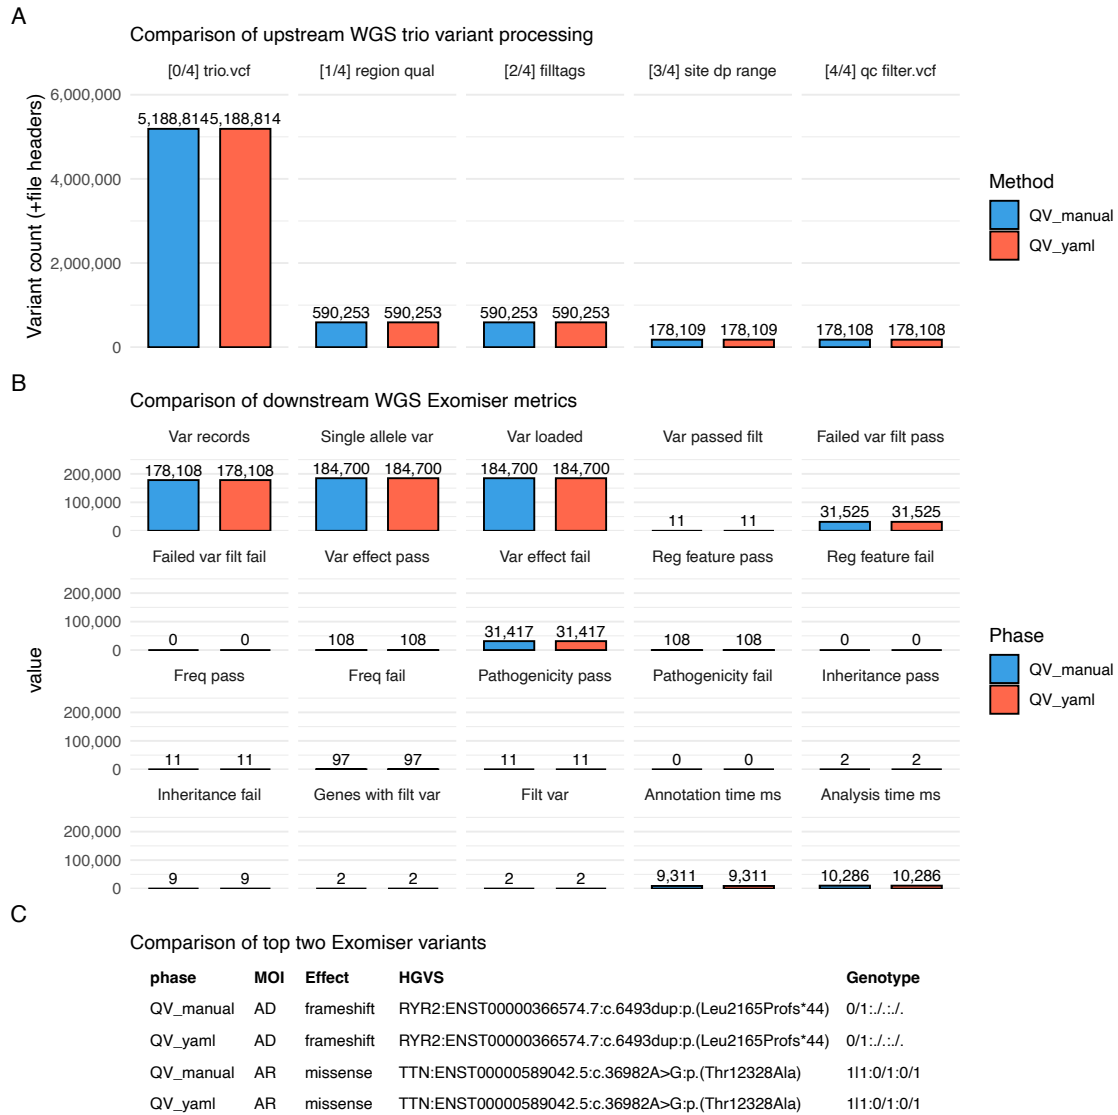 A
Comparison of upstream WGS trio variant processing
[0/4] trio.vcf [1/4] region qual [2/4] filltags [3/4] site dp range [4/4] qc filter.vcf
Variant count (+file headers)
6,000,000
4,000,000
2,000,000
0
5,188,814 5,188,814
590,253 590,253
590,253 590,253
178,109 178,109
178,108 178,108
Method
QV_manual
QV_yaml
B
Comparison of downstream WGS Exomiser metrics
value
Var records Single allele var Var loaded Var passed filt Failed var filt pass
200,000
100,000
0
178,108 178,108 184,700 184,700 184,700 184,700 11 11 31,525 31,525
Failed var filt fail Var effect pass Var effect fail Reg feature pass Reg feature fail
200,000
100,000
0
0 0 108 108 31,417 31,417 108 108 0 0
Freq pass Freq fail Pathogenicity pass Pathogenicity fail Inheritance pass
200,000
100,000
0
11 11 97 97 11 11 0 0 2 2
Inheritance fail Genes with filt var Filt var Annotation time ms Analysis time ms
200,000
100,000
0
9 9 2 2 2 2 9,311 9,311 10,286 10,286
Phase
QV_manual
QV_yaml
C
Comparison of top two Exomiser variants
phase MOI Effect HGVS Genotype
QV_manual AD frameshift RYR2:ENST00000366574.7:c.6493dup:p.(Leu2165Profs*44) 0/1:./.:./.
QV_yaml AD frameshift RYR2:ENST00000366574.7:c.6493dup:p.(Leu2165Profs*44) 0/1:./.:./.
QV_manual AR missense TTN:ENST00000589042.5:c.36982A>G:p.(Thr12328Ala) 1|1:0/1:0/1
QV_yaml AR missense TTN:ENST00000589042.5:c.36982A>G:p.(Thr12328Ala) 1|1:0/1:0/1